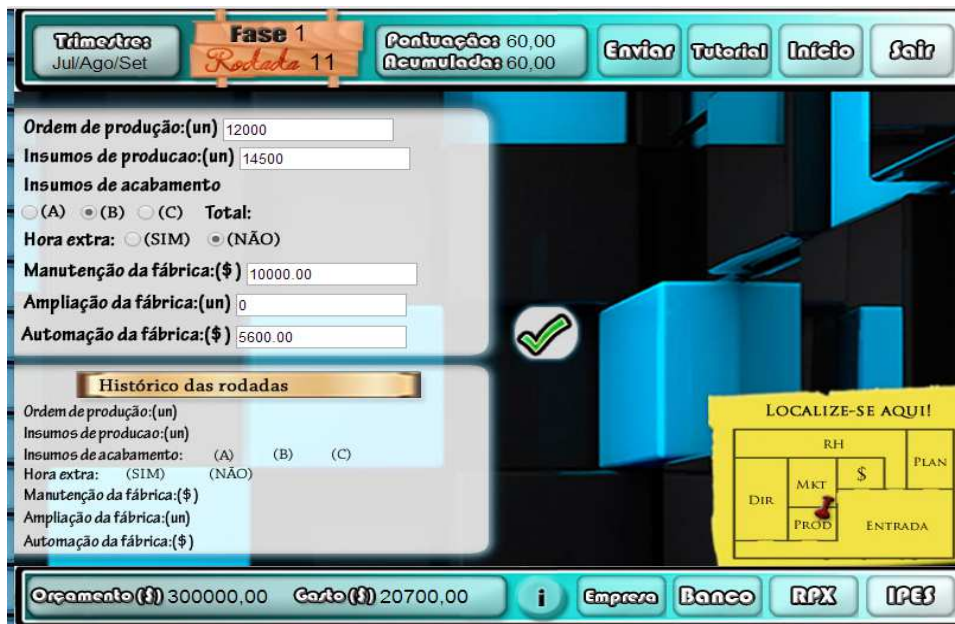 Trimestre:
Jul/Ago/Set
Fase 1
Rodada 11
Pontuação: 60,00
Acumulada: 60,00
Enviar
Tutorial
Início
Sair
Ordem de produção:(un) 12000
Insumos de producao:(un) 14500
Insumos de acabamento
(A) (B) (C) Total:
Hora extra: (SIM) (NÃO)
Manutenção da fábrica:($) 10000.00
Ampliação da fábrica:(un) 0
Automação da fábrica:($) 5600.00
Histórico das rodadas
Ordem de produção:(un)
Insumos de producao:(un)
Insumos de acabamento: (A) (B) (C)
Hora extra: (SIM) (NÃO)
Manutenção da fábrica:($)
Ampliação da fábrica:(un)
Automação da fábrica:($)
LOCALIZE-SE AQUI!
RH
PLAN
$
MKT
DIR
PROD
ENTRADA
Orçamento($) 300000,00
Gasto($) 20700,00
i
Empresa
Banco
RPX
IPES